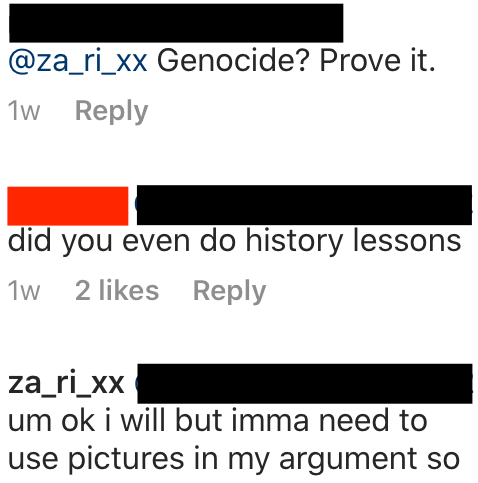 @za_ri_xx Genocide? Prove it.
1w Reply
did you even do history lessons
1w 2 likes Reply
za_ri_xx
um ok i will but imma need to
use pictures in my argument so